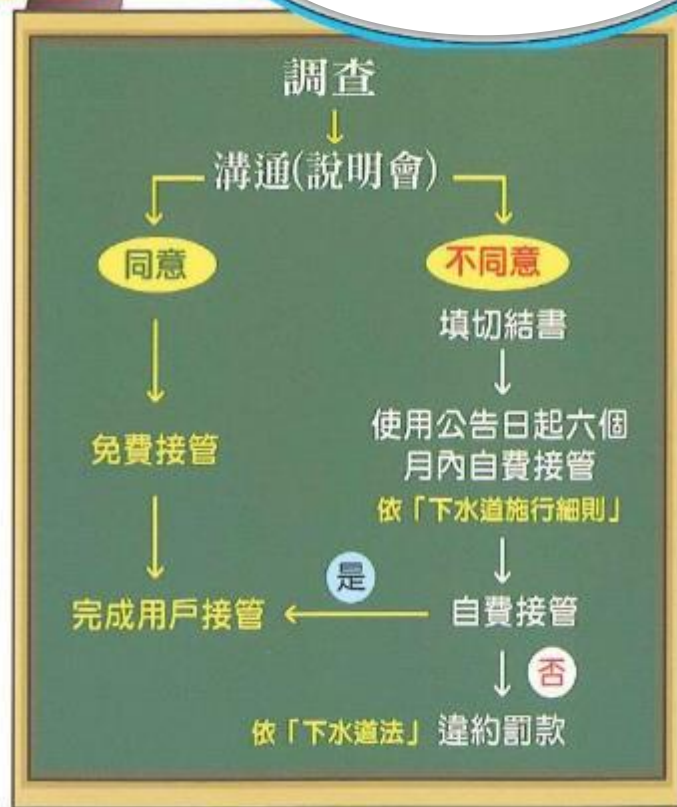 調查
溝通(說明會)
同意
不同意
填切結書
免費接管
使用公告日起六個
月內自費接管
依「下水道施行細則」
是
完成用戶接管
自費接管
否
依「下水道法」 違約罰款